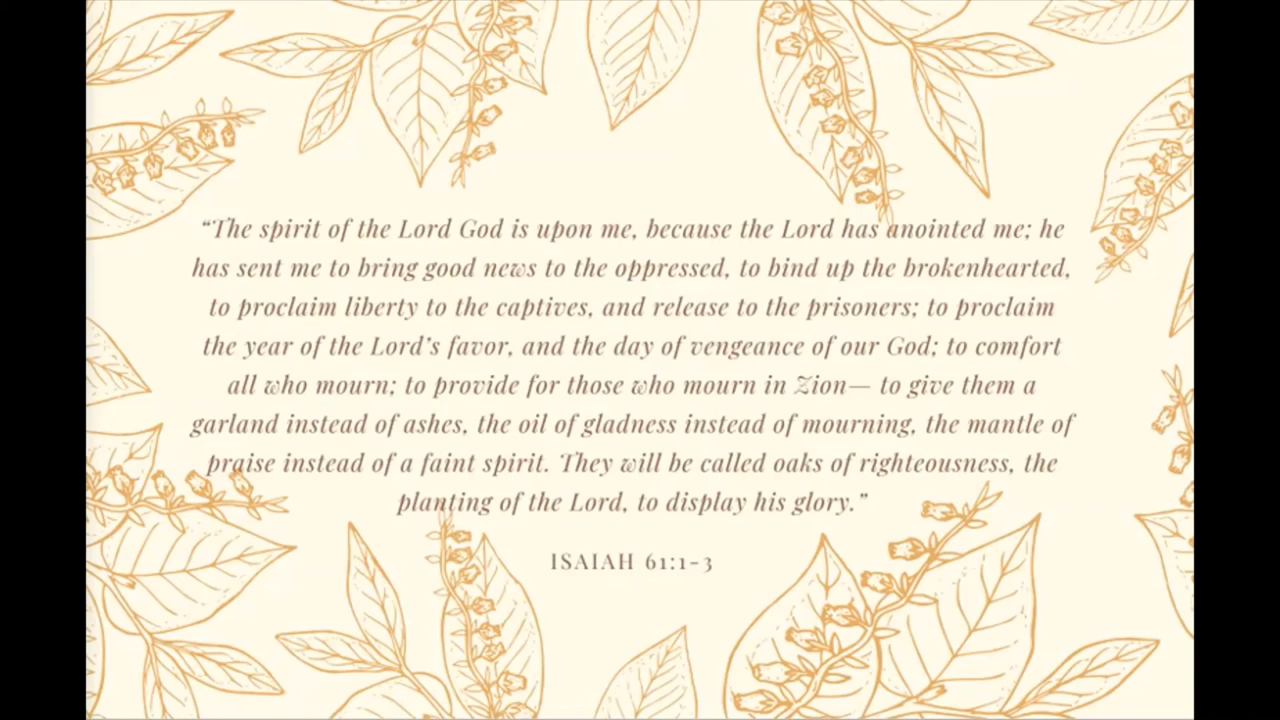 “The spirit of the Lord God is upon me, because the Lord has anointed me; he
has sent me to bring good news to the oppressed, to bind up the brokenhearted,
to proclaim liberty to the captives, and release to the prisoners; to proclaim
the year of the Lord’s favor, and the day of vengeance of our God; to comfort
all who mourn; to provide for those who mourn in Zion— to give them a
garland instead of ashes, the oil of gladness instead of mourning, the mantle of
praise instead of a faint spirit. They will be called oaks of righteousness, the
planting of the Lord, to display his glory.”
ISAIAH 61:1-3